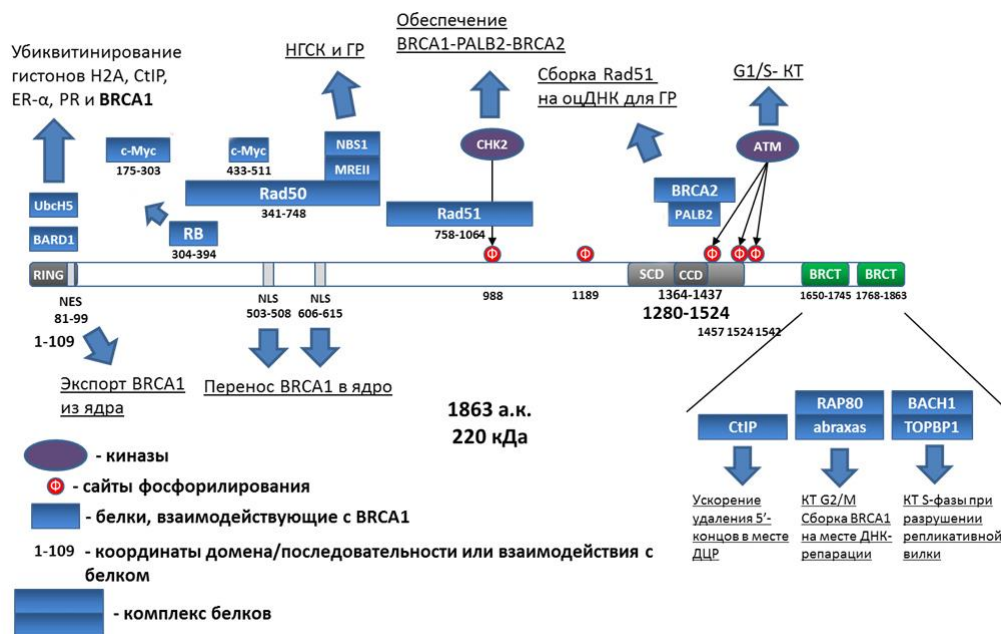 Обеспечение
BRCA1-PALB2-BRCA2
Убиквитинирование
гистонов H2A, CtIP,
ER-α, PR и BRCA1
НГСК и ГР
Сборка Rad51
на оцДНК для ГР
G1/S- КТ
c-Myc
175-303
c-Myc
433-511
NBS1
MREII
CHK2
ATM
UbcH5
BARD1
Rad50
341-748
RB
304-394
Rad51
758-1064
BRCA2
PALB2
Ф
Ф
Ф
Ф
Ф
RING
SCD
CCD
BRCT
BRCT
NES
81-99
1-109
NLS
503-508
NLS
606-615
988
1189
1364-1437
1280-1524
1457 1524 1542
1650-1745
1768-1863
Экспорт BRCA1
из ядра
Перенос BRCA1 в ядро
1863 а.к.
220 кДа
CtIP
RAP80
abraxas
BACH1
TOPBP1
Ускорение
удаления 5’-
концов в месте
ДЦР
КТ G2/M
Сборка BRCA1
на месте ДНК-
репарации
КТ S-фазы при
разрушении
репликативной
вилки
- киназы
Ф - сайты фосфорилирования
- белки, взаимодействующие с BRCA1
1-109 - координаты домена/последовательности или взаимодействия с
белком
- комплекс белков